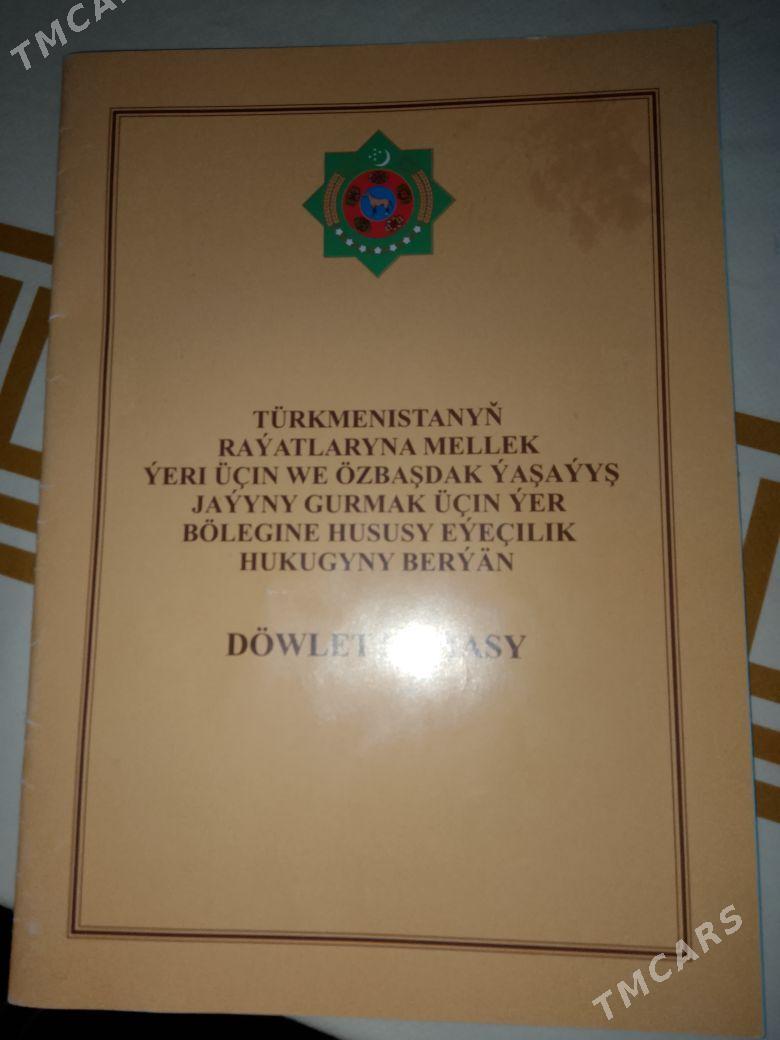 TMCARS
TÜRKMENISTANYŇ
RAÝATLARYNA MELLEK
ÝERI ÜÇIN WE ÖZBAŞDAK ÝAŞAÝYŞ
JAÝYNY GURMAK ÜÇIN ÝER
BÖLEGINE HUSUSY EÝEÇILIK
HUKUGYNY BERÝÄN
DÖWLET
TMCARS